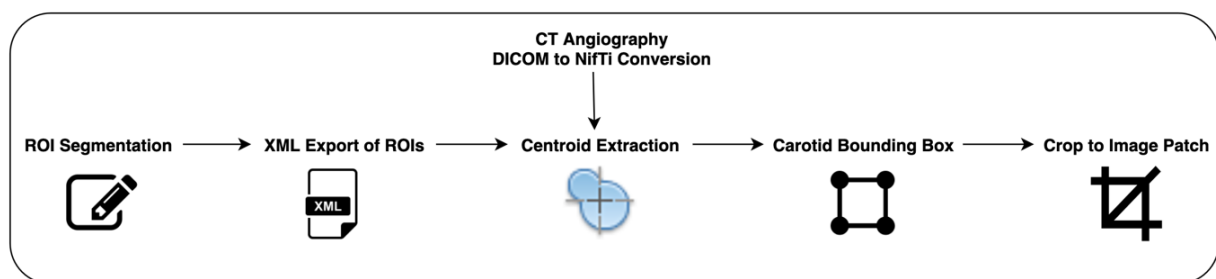 CT Angiography
DICOM to NifTi Conversion
ROI Segmentation
XML Export of ROIs
Centroid Extraction
Carotid Bounding Box
Crop to Image Patch
XML